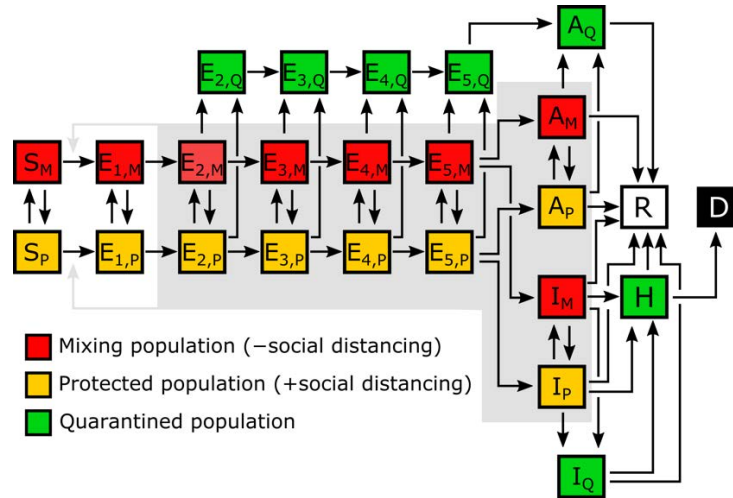 A_Q
E_2,Q E_3,Q E_4,Q E_5,Q
A_M
S_M E_1,M E_2,M E_3,M E_4,M E_5,M
A_P R D
S_P E_1,P E_2,P E_3,P E_4,P E_5,P
I_M H
Mixing population (−social distancing)
Protected population (+social distancing)
I_P
Quarantined population
I_Q